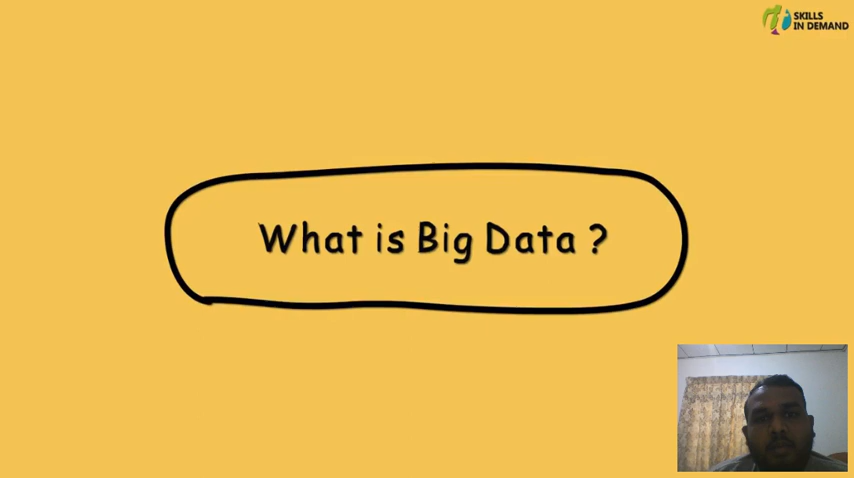 SKILLS
IN DEMAND
What is Big Data ?